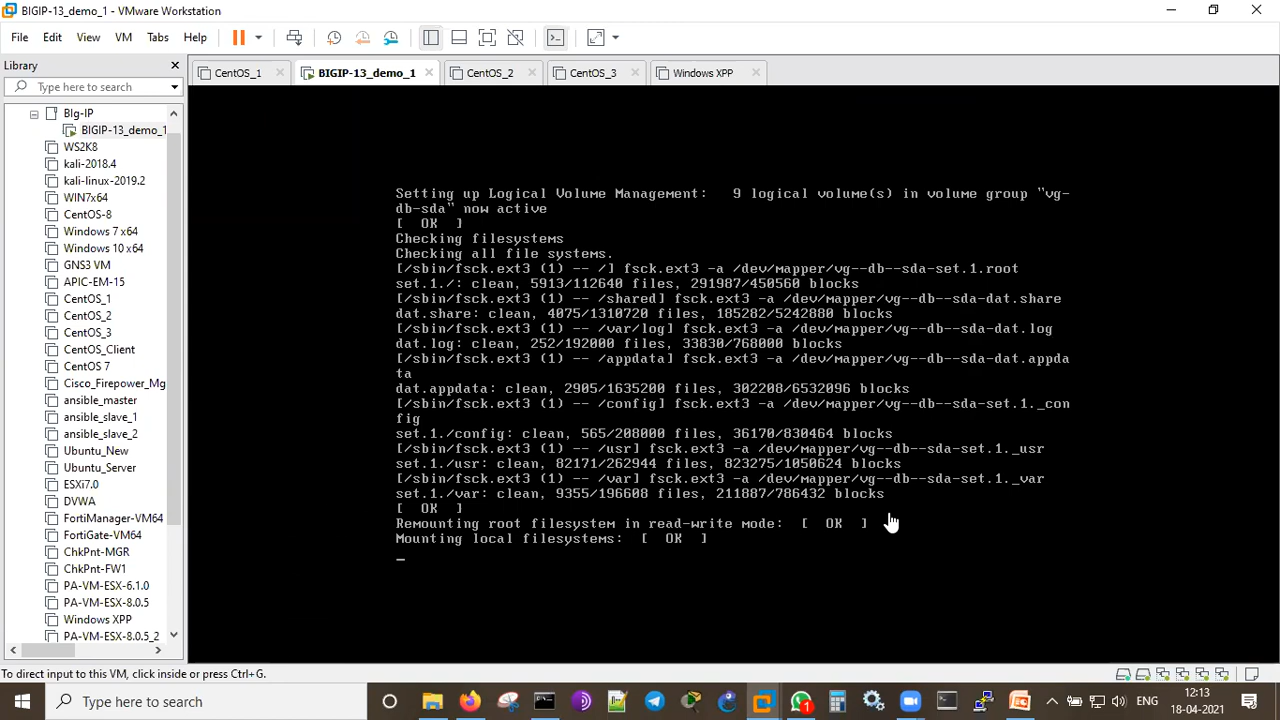 BIGIP-13_demo_1 - VMware Workstation
File Edit View VM Tabs Help
Library
Type here to search
BIg-IP
BIGIP-13_demo_1
WS2K8
kali-2018.4
kali-linux-2019.2
WIN7x64
CentOS-8
Windows 7 x64
Windows 10 x64
GNS3 VM
APIC-EM-15
CentOS_1
CentOS_2
CentOS_3
CentOS_Client
CentOS 7
Cisco_Firepower_Mg
ansible_master
ansible_slave_1
ansible_slave_2
Ubuntu_New
Ubuntu_Server
ESXi7.0
DVWA
FortiManager-VM64
FortiGate-VM64
ChkPnt-MGR
ChkPnt-FW1
PA-VM-ESX-6.1.0
PA-VM-ESX-8.0.5
Windows XPP
PA-VM-ESX-8.0.5_2
CentOS_1 BIGIP-13_demo_1 CentOS_2 CentOS_3 Windows XPP
Setting up Logical Volume Management:   9 logical volume(s) in volume group "vg-
db-sda" now active
[  OK  ]
Checking filesystems
Checking all file systems.
[/sbin/fsck.ext3 (1) -- /] fsck.ext3 -a /dev/mapper/vg--db--sda-set.1.root
set.1./: clean, 5913/112640 files, 291987/450560 blocks
[/sbin/fsck.ext3 (1) -- /shared] fsck.ext3 -a /dev/mapper/vg--db--sda-dat.share
dat.share: clean, 4075/1310720 files, 185282/5242880 blocks
[/sbin/fsck.ext3 (1) -- /var/log] fsck.ext3 -a /dev/mapper/vg--db--sda-dat.log
dat.log: clean, 252/192000 files, 33830/768000 blocks
[/sbin/fsck.ext3 (1) -- /appdata] fsck.ext3 -a /dev/mapper/vg--db--sda-dat.appda
ta
dat.appdata: clean, 2905/1635200 files, 302208/6532096 blocks
[/sbin/fsck.ext3 (1) -- /config] fsck.ext3 -a /dev/mapper/vg--db--sda-set.1._con
fig
set.1./config: clean, 565/208000 files, 36170/830464 blocks
[/sbin/fsck.ext3 (1) -- /usr] fsck.ext3 -a /dev/mapper/vg--db--sda-set.1._usr
set.1./usr: clean, 82171/262944 files, 823275/1050624 blocks
[/sbin/fsck.ext3 (1) -- /var] fsck.ext3 -a /dev/mapper/vg--db--sda-set.1._var
set.1./var: clean, 9355/196608 files, 211887/786432 blocks
[  OK  ]
Remounting root filesystem in read-write mode:  [  OK  ]
Mounting local filesystems:  [  OK  ]
_
To direct input to this VM, click inside or press Ctrl+G.
Type here to search
1
ENG
12:13
18-04-2021